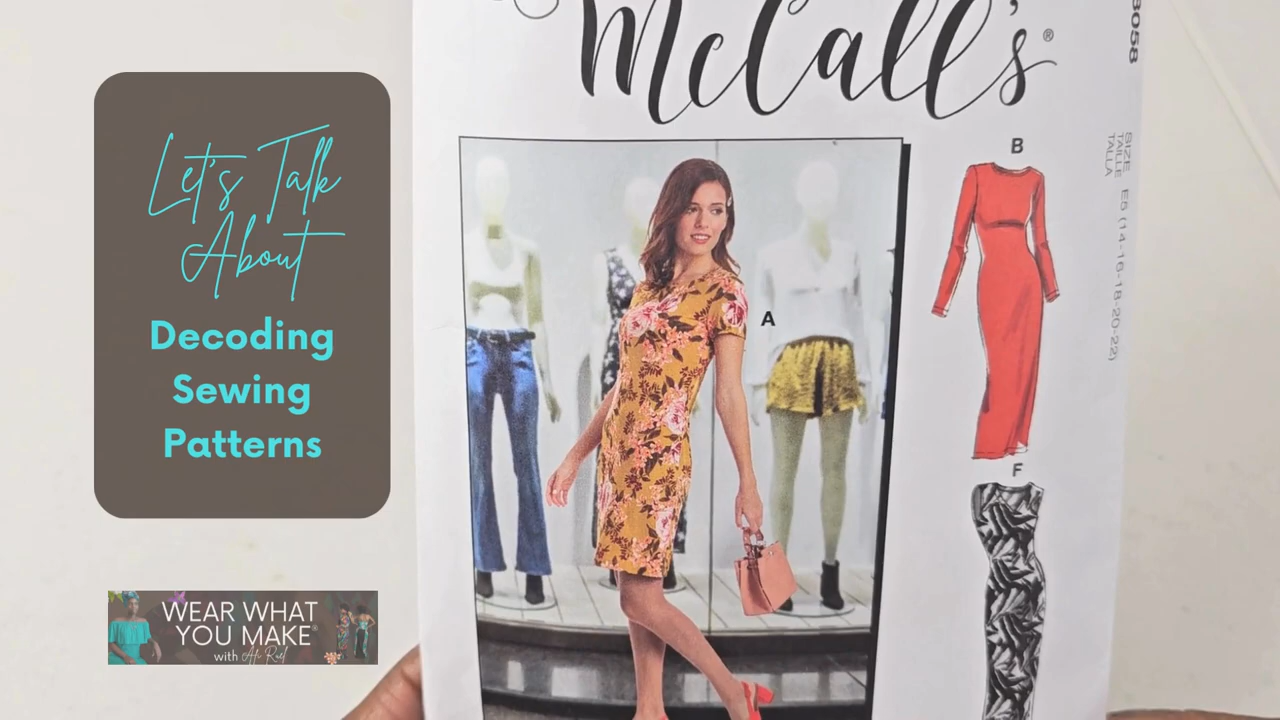 Let's Talk
About
Decoding
Sewing
Patterns
WEAR WHAT
YOU MAKE®
with
McCall's®
A
B
F
SIZE
TAILLE
TALLA
E5 (14-16-18-20-22)
8058